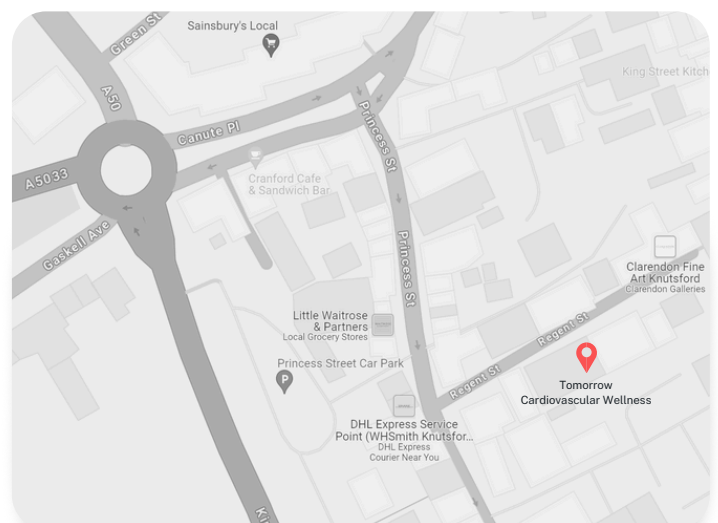 Sainsbury's Local
Green St
A50
King Street Kitch
Canute Pl
Princess St
A5033
Cranford Cafe
& Sandwich Bar
Gaskell Ave
Princess St
Clarendon Fine
Art Knutsford
Clarendon Galleries
Little Waitrose
& Partners
Local Grocery Stores
Regent St
Princess Street Car Park
P
Regent St
Tomorrow
Cardiovascular Wellness
DHL Express Service
Point (WHSmith Knutsfor...
DHL Express
Courier Near You
Ki